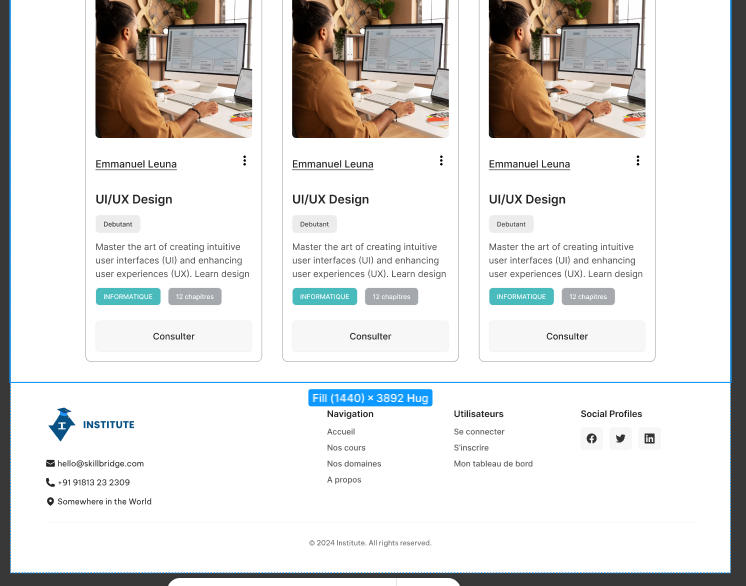 Emmanuel Leuna
UI/UX Design
Debutant
Master the art of creating intuitive
user interfaces (UI) and enhancing
user experiences (UX). Learn design
INFORMATIQUE
12 chapitres
Consulter
Emmanuel Leuna
UI/UX Design
Debutant
Master the art of creating intuitive
user interfaces (UI) and enhancing
user experiences (UX). Learn design
INFORMATIQUE
12 chapitres
Consulter
Emmanuel Leuna
UI/UX Design
Debutant
Master the art of creating intuitive
user interfaces (UI) and enhancing
user experiences (UX). Learn design
INFORMATIQUE
12 chapitres
Consulter
Fill (1440) × 3892 Hug
I
INSTITUTE
hello@skillbridge.com
+91 91813 23 2309
Somewhere in the World
Navigation
Accueil
Nos cours
Nos domaines
A propos
Utilisateurs
Se connecter
S'inscrire
Mon tableau de bord
Social Profiles
© 2024 Institute. All rights reserved.